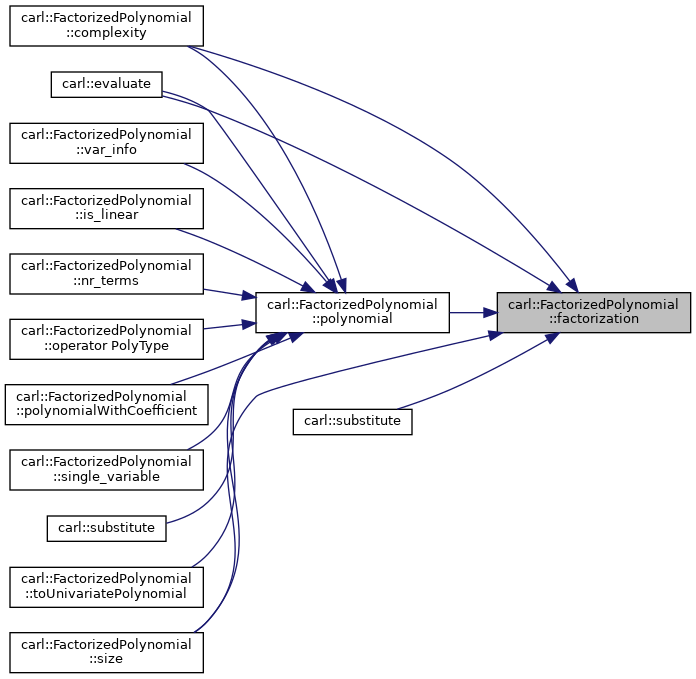 carl::FactorizedPolynomial
::complexity
carl::evaluate
carl::FactorizedPolynomial
::var_info
carl::FactorizedPolynomial
::is_linear
carl::FactorizedPolynomial
::nr_terms
carl::FactorizedPolynomial
::operator PolyType
carl::FactorizedPolynomial
::polynomialWithCoefficient
carl::FactorizedPolynomial
::single_variable
carl::substitute
carl::FactorizedPolynomial
::toUnivariatePolynomial
carl::FactorizedPolynomial
::size
carl::FactorizedPolynomial
::polynomial
carl::substitute
carl::FactorizedPolynomial
::factorization